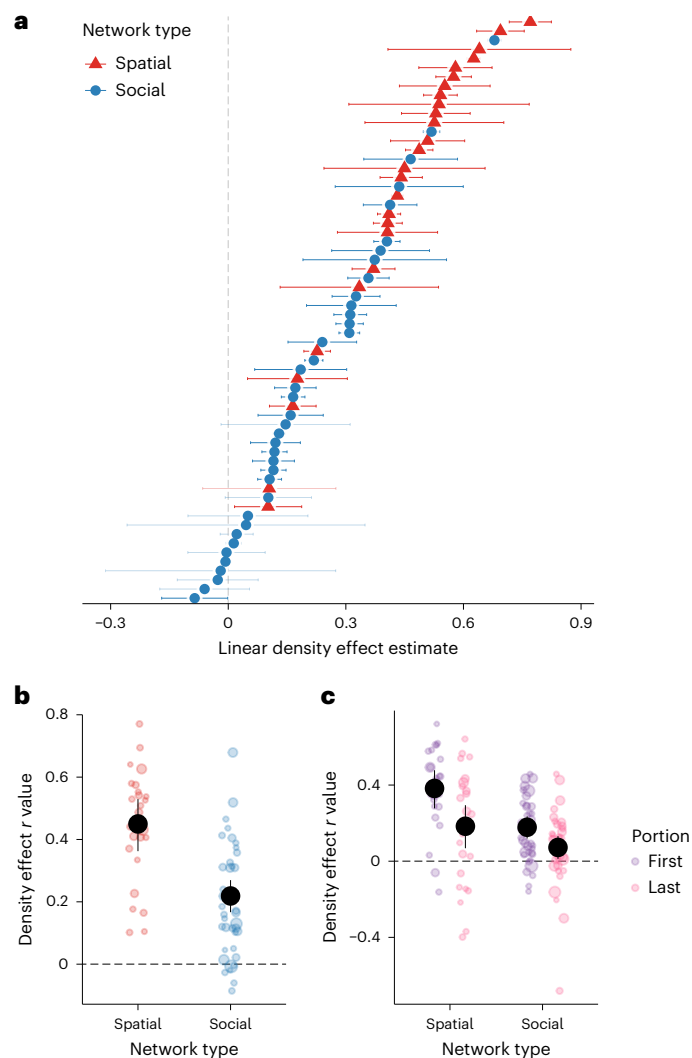 a
Network type
Spatial
Social
−0.3
0
0.3
0.6
0.9
Linear density effect estimate
b
0.8
0.6
0.4
0.2
0
Density effect r value
Spatial
Social
Network type
c
0.4
0
−0.4
Density effect r value
Spatial
Social
Network type
Portion
First
Last